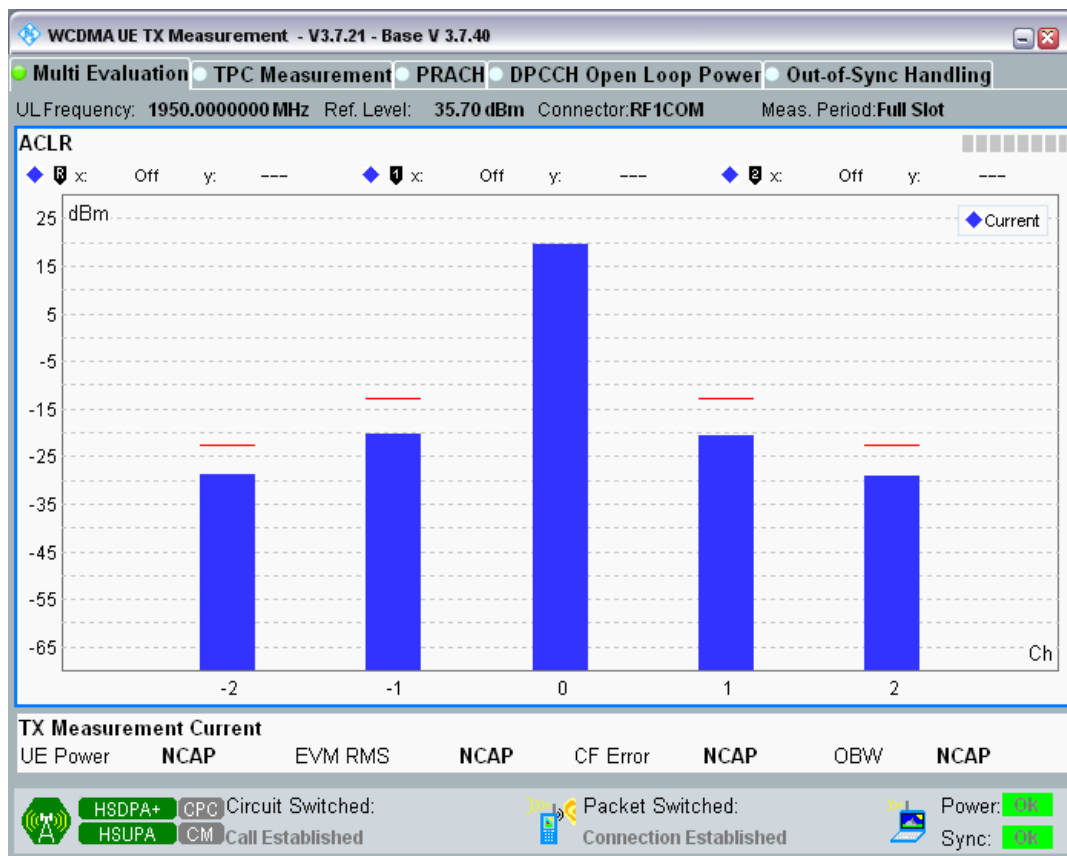 WCDMA UE TX Measurement - V3.7.21 - Base V 3.7.40
Multi Evaluation TPC Measurement PRACH DPCCH Open Loop Power Out-of-Sync Handling
UL Frequency: 1950.0000000 MHz Ref. Level: 35.70 dBm Connector:RF1COM Meas. Period:Full Slot
ACLR
R x: Off y: --- 1 x: Off y: --- 2 x: Off y: ---
dBm
Current
25
15
5
-5
-15
-25
-35
-45
-55
-65
Ch
-2 -1 0 1 2
TX Measurement Current
UE Power NCAP EVM RMS NCAP CF Error NCAP OBW NCAP
HSDPA+ CPC Circuit Switched: Packet Switched: Power: Ok
HSUPA CM Call Established Connection Established Sync: Ok